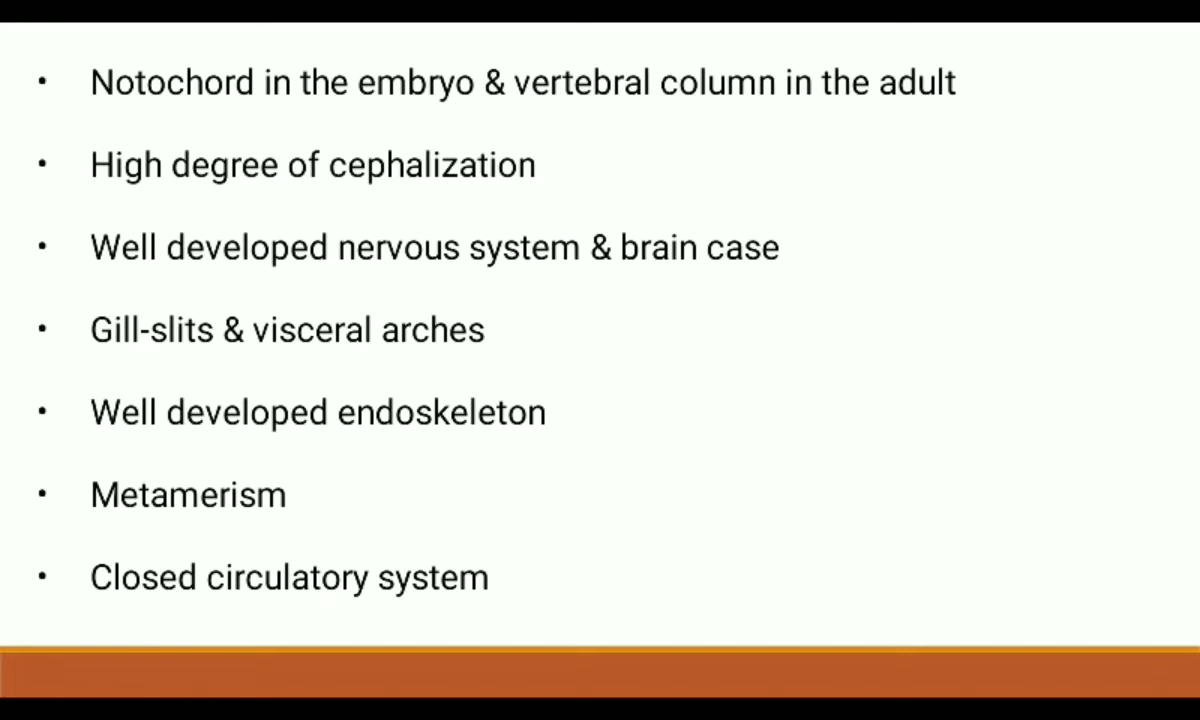 • Notochord in the embryo & vertebral column in the adult
• High degree of cephalization
• Well developed nervous system & brain case
• Gill-slits & visceral arches
• Well developed endoskeleton
• Metamerism
• Closed circulatory system